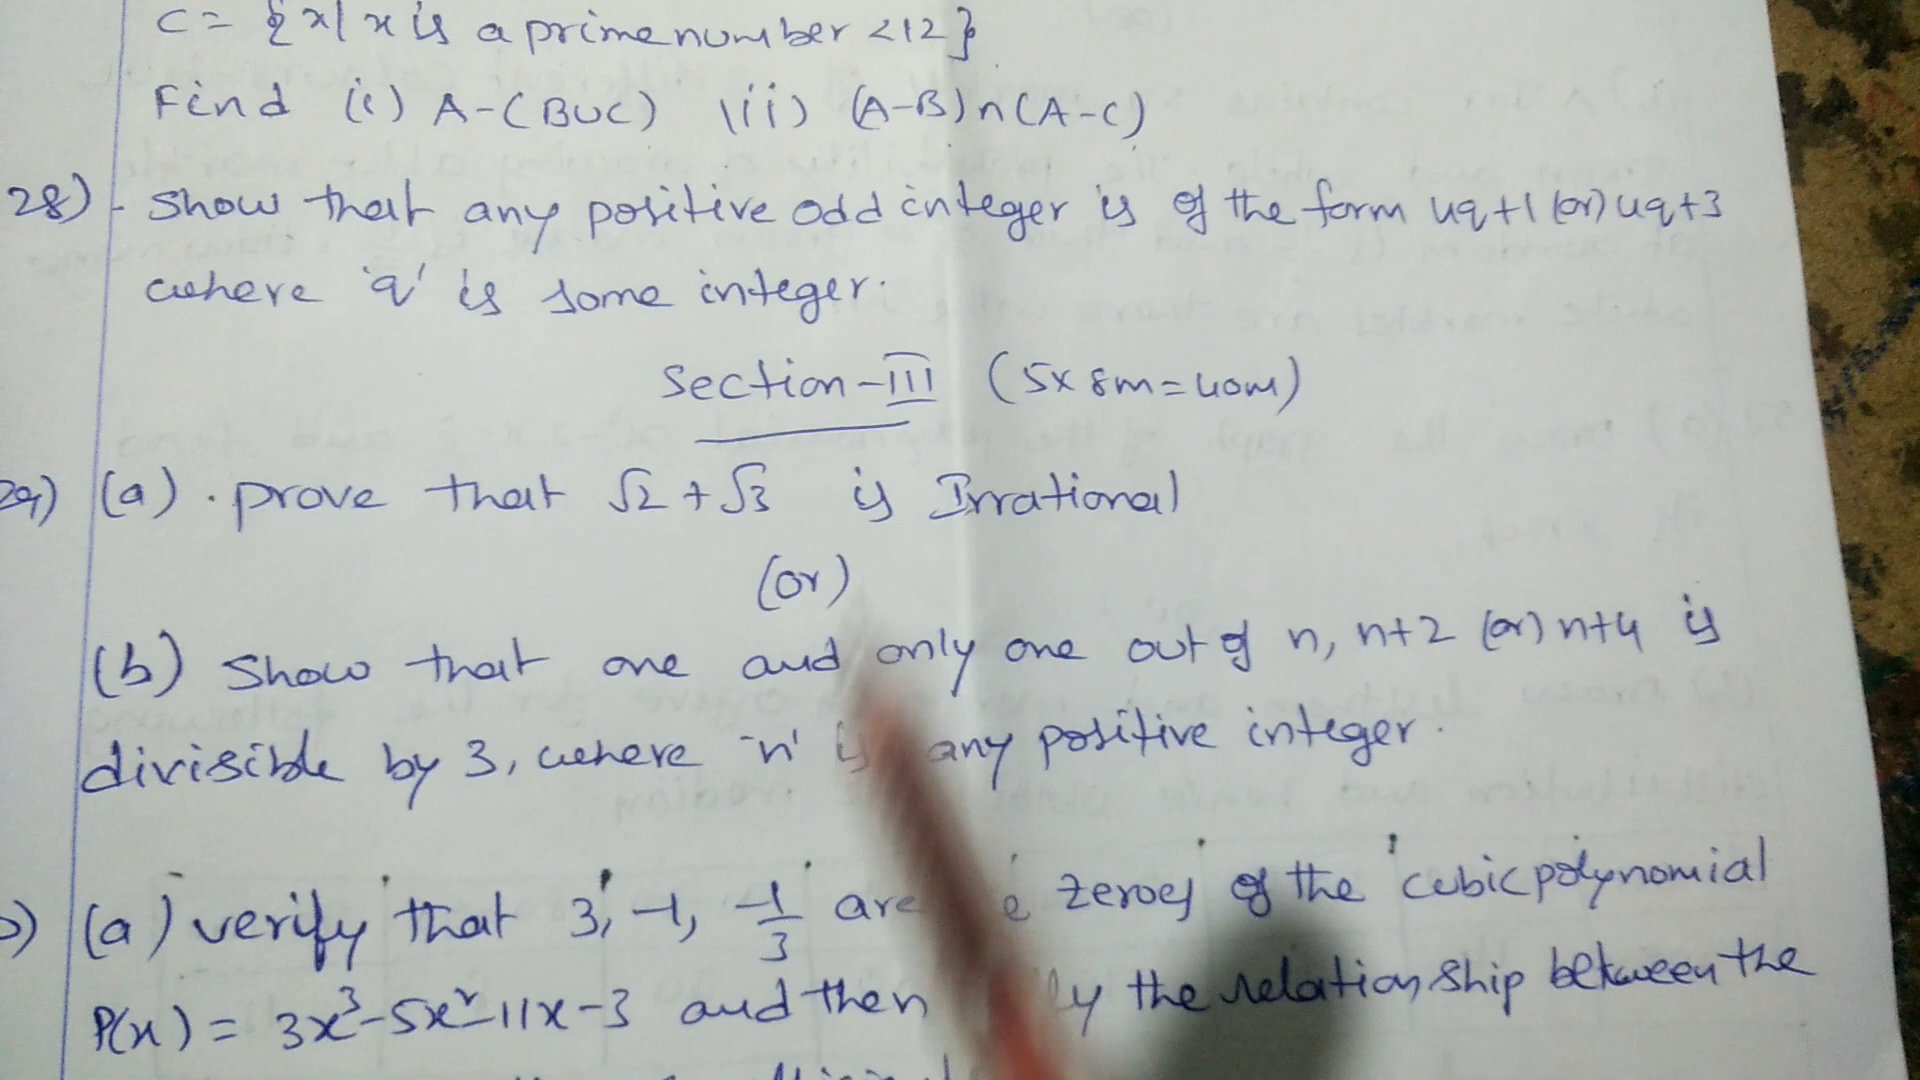 C = {x/x is a prime number <12}
Find (i) A-(BUC) (ii) (A-B)∩(A-C)
28) Show that any positive odd integer is of the form 4q+1 (or) 4q+3
where 'q' is some integer.
Section-III (5x8m=40m)
29) (a). prove that √2+√3 is Irrational
(or)
(b) Show that one and only one out of n, n+2 (or) n+4 is
divisible by 3, where 'n' is any positive integer.
(a) verify that 3, -1, -1/3 are zeroes of the cubic polynomial
P(x) = 3x³-5x²-11x-3 and then the relationship between the